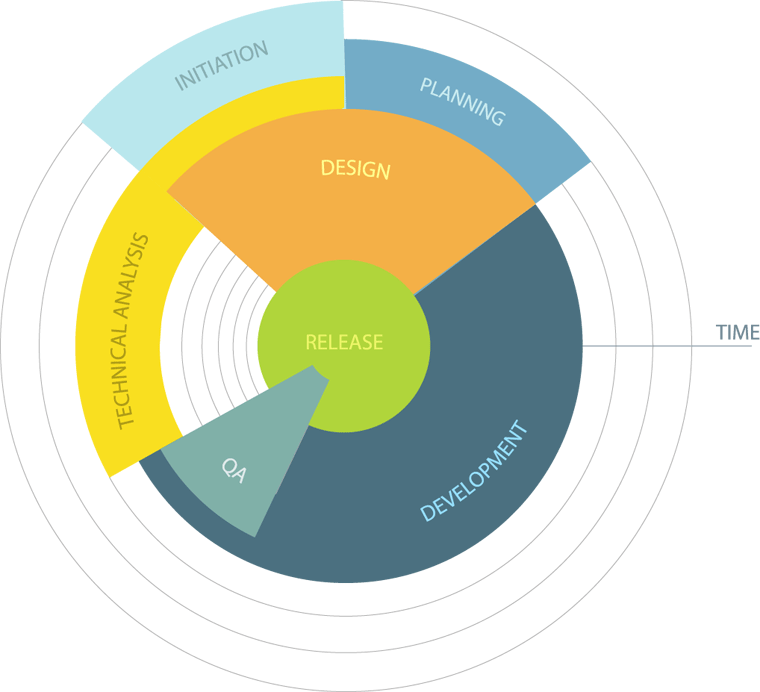 INITIATION
PLANNING
DESIGN
TECHNICAL ANALYSIS
RELEASE
TIME
QA
DEVELOPMENT